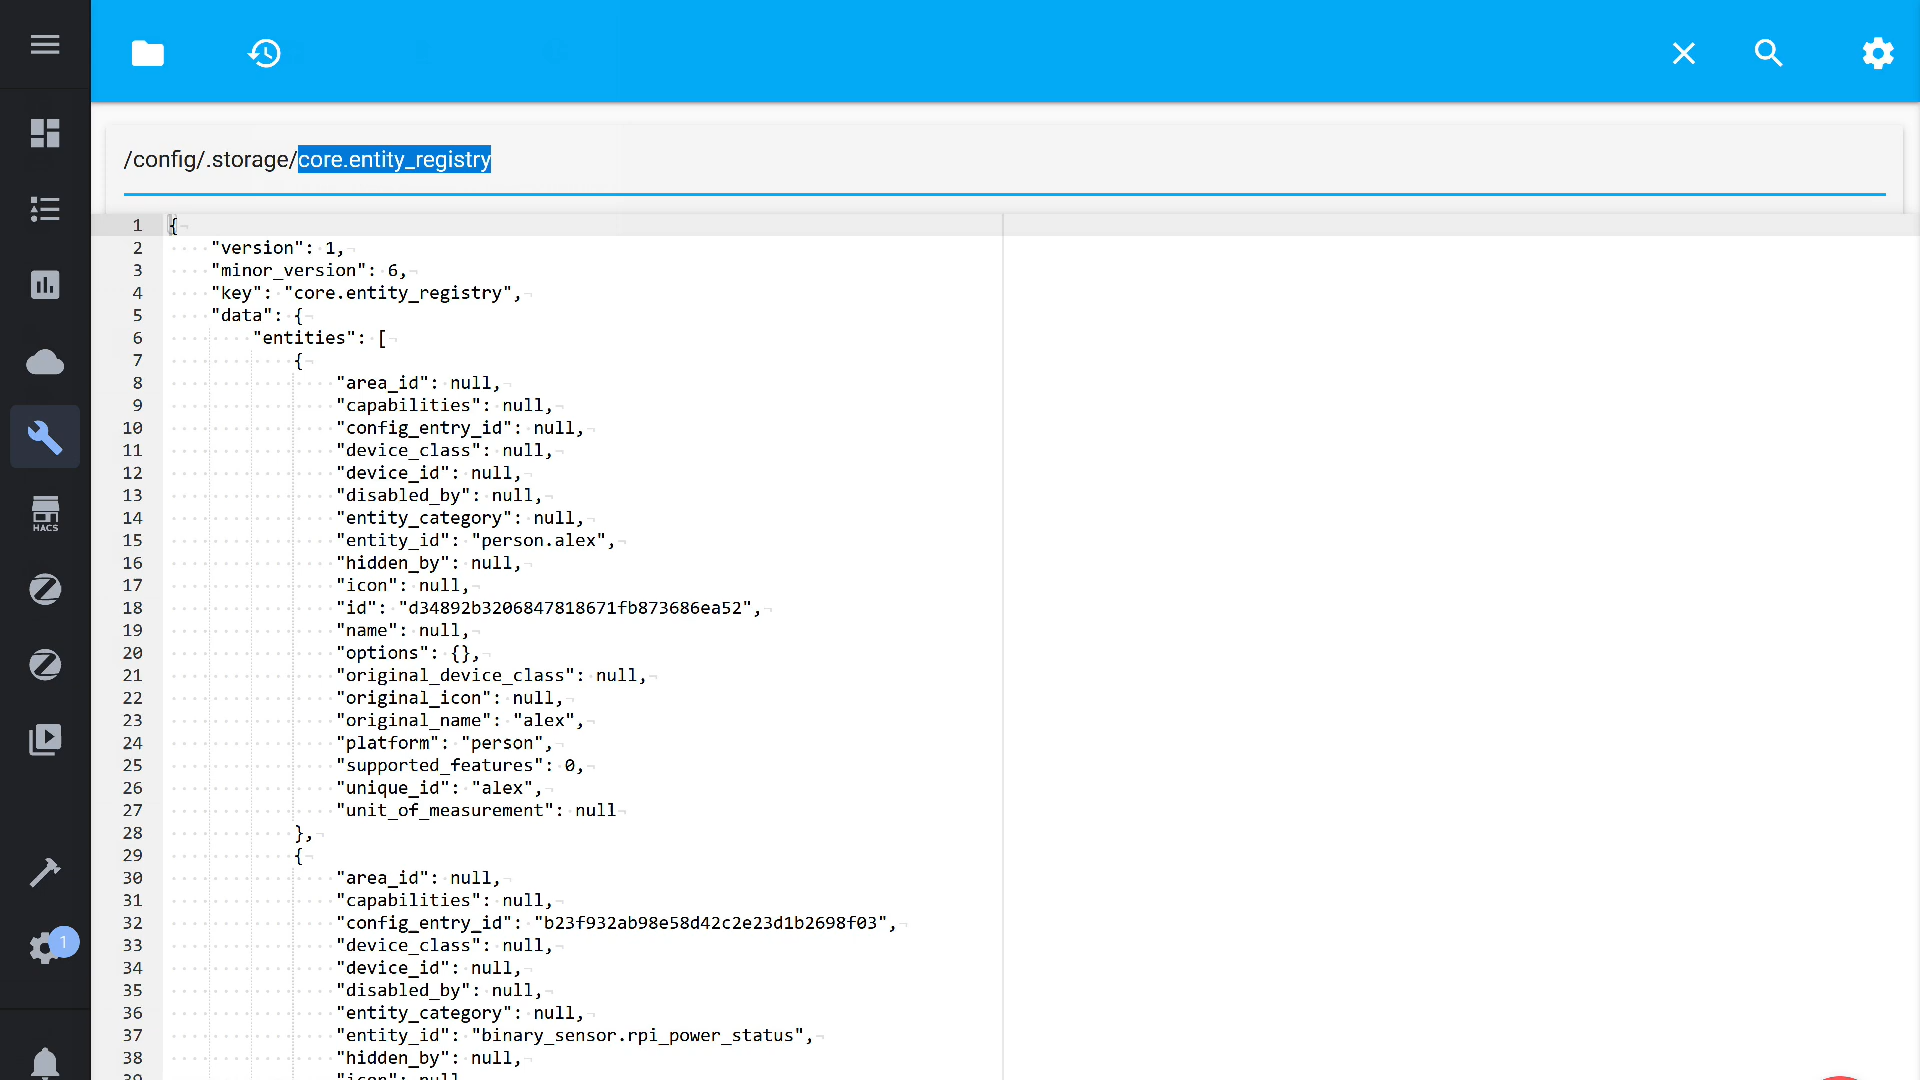 /config/.storage/core.entity_registry
1 {
2 "version": 1,
3 "minor_version": 6,
4 "key": "core.entity_registry",
5 "data": {
6 "entities": [
7 {
8 "area_id": null,
9 "capabilities": null,
10 "config_entry_id": null,
11 "device_class": null,
12 "device_id": null,
13 "disabled_by": null,
14 "entity_category": null,
15 "entity_id": "person.alex",
16 "hidden_by": null,
17 "icon": null,
18 "id": "d34892b3206847818671fb873686ea52",
19 "name": null,
20 "options": {},
21 "original_device_class": null,
22 "original_icon": null,
23 "original_name": "alex",
24 "platform": "person",
25 "supported_features": 0,
26 "unique_id": "alex",
27 "unit_of_measurement": null
28 },
29 {
30 "area_id": null,
31 "capabilities": null,
32 "config_entry_id": "b23f932ab98e58d42c2e23d1b2698f03",
33 "device_class": null,
34 "device_id": null,
35 "disabled_by": null,
36 "entity_category": null,
37 "entity_id": "binary_sensor.rpi_power_status",
38 "hidden_by": null,
39 "icon": null
HACS
1